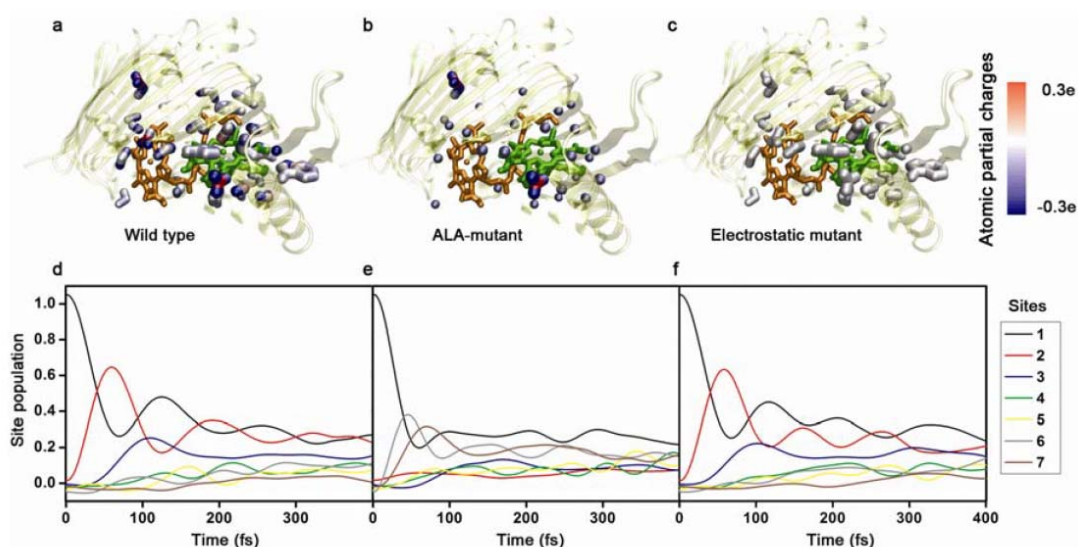 a
b
c
Atomic partial charges
0.3e
-0.3e
Wild type
ALA-mutant
Electrostatic mutant
d
e
f
Site population
1.0
0.8
0.6
0.4
0.2
0.0
0
100
200
300
0
100
200
300
0
100
200
300
400
Time (fs)
Time (fs)
Time (fs)
Sites
1
2
3
4
5
6
7